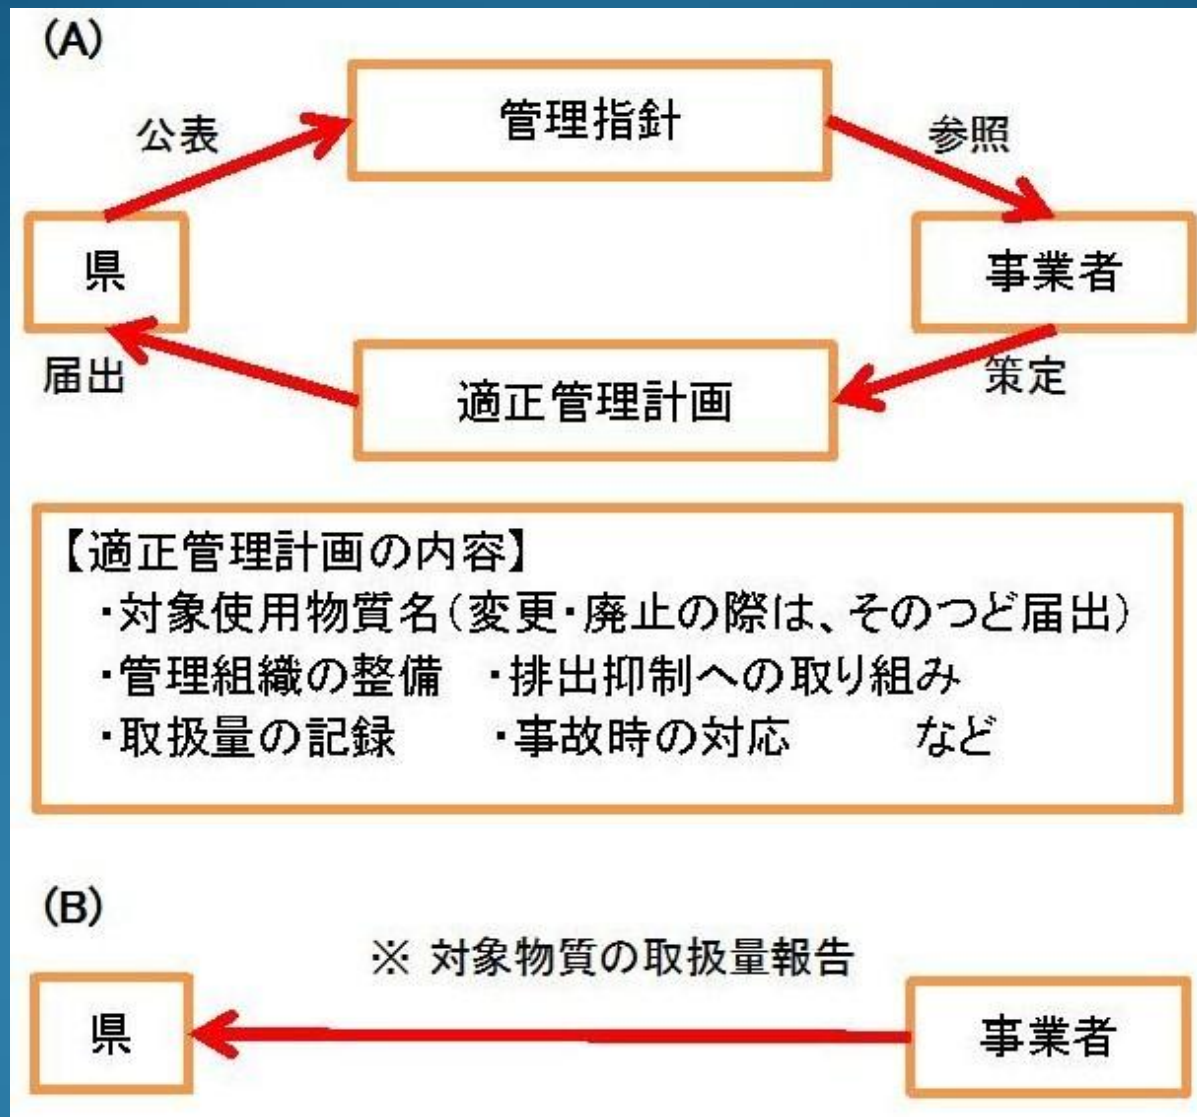 (A)
管理指針
公表
参照
県
事業者
届出
適正管理計画
策定
【適正管理計画の内容】
・対象使用物質名(変更・廃止の際は、そのつど届出)
・管理組織の整備 ・排出抑制への取り組み
・取扱量の記録 ・事故時の対応 など
(B)
※ 対象物質の取扱量報告
県
事業者